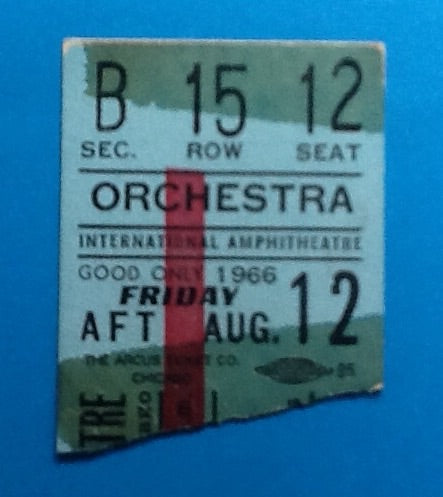 B 15 12
SEC. ROW SEAT
ORCHESTRA
INTERNATIONAL AMPHITHEATRE
GOOD ONLY 1966
FRIDAY
AFT AUG. 12
THE ARCUS TICKET CO.
CHICAGO
TRE